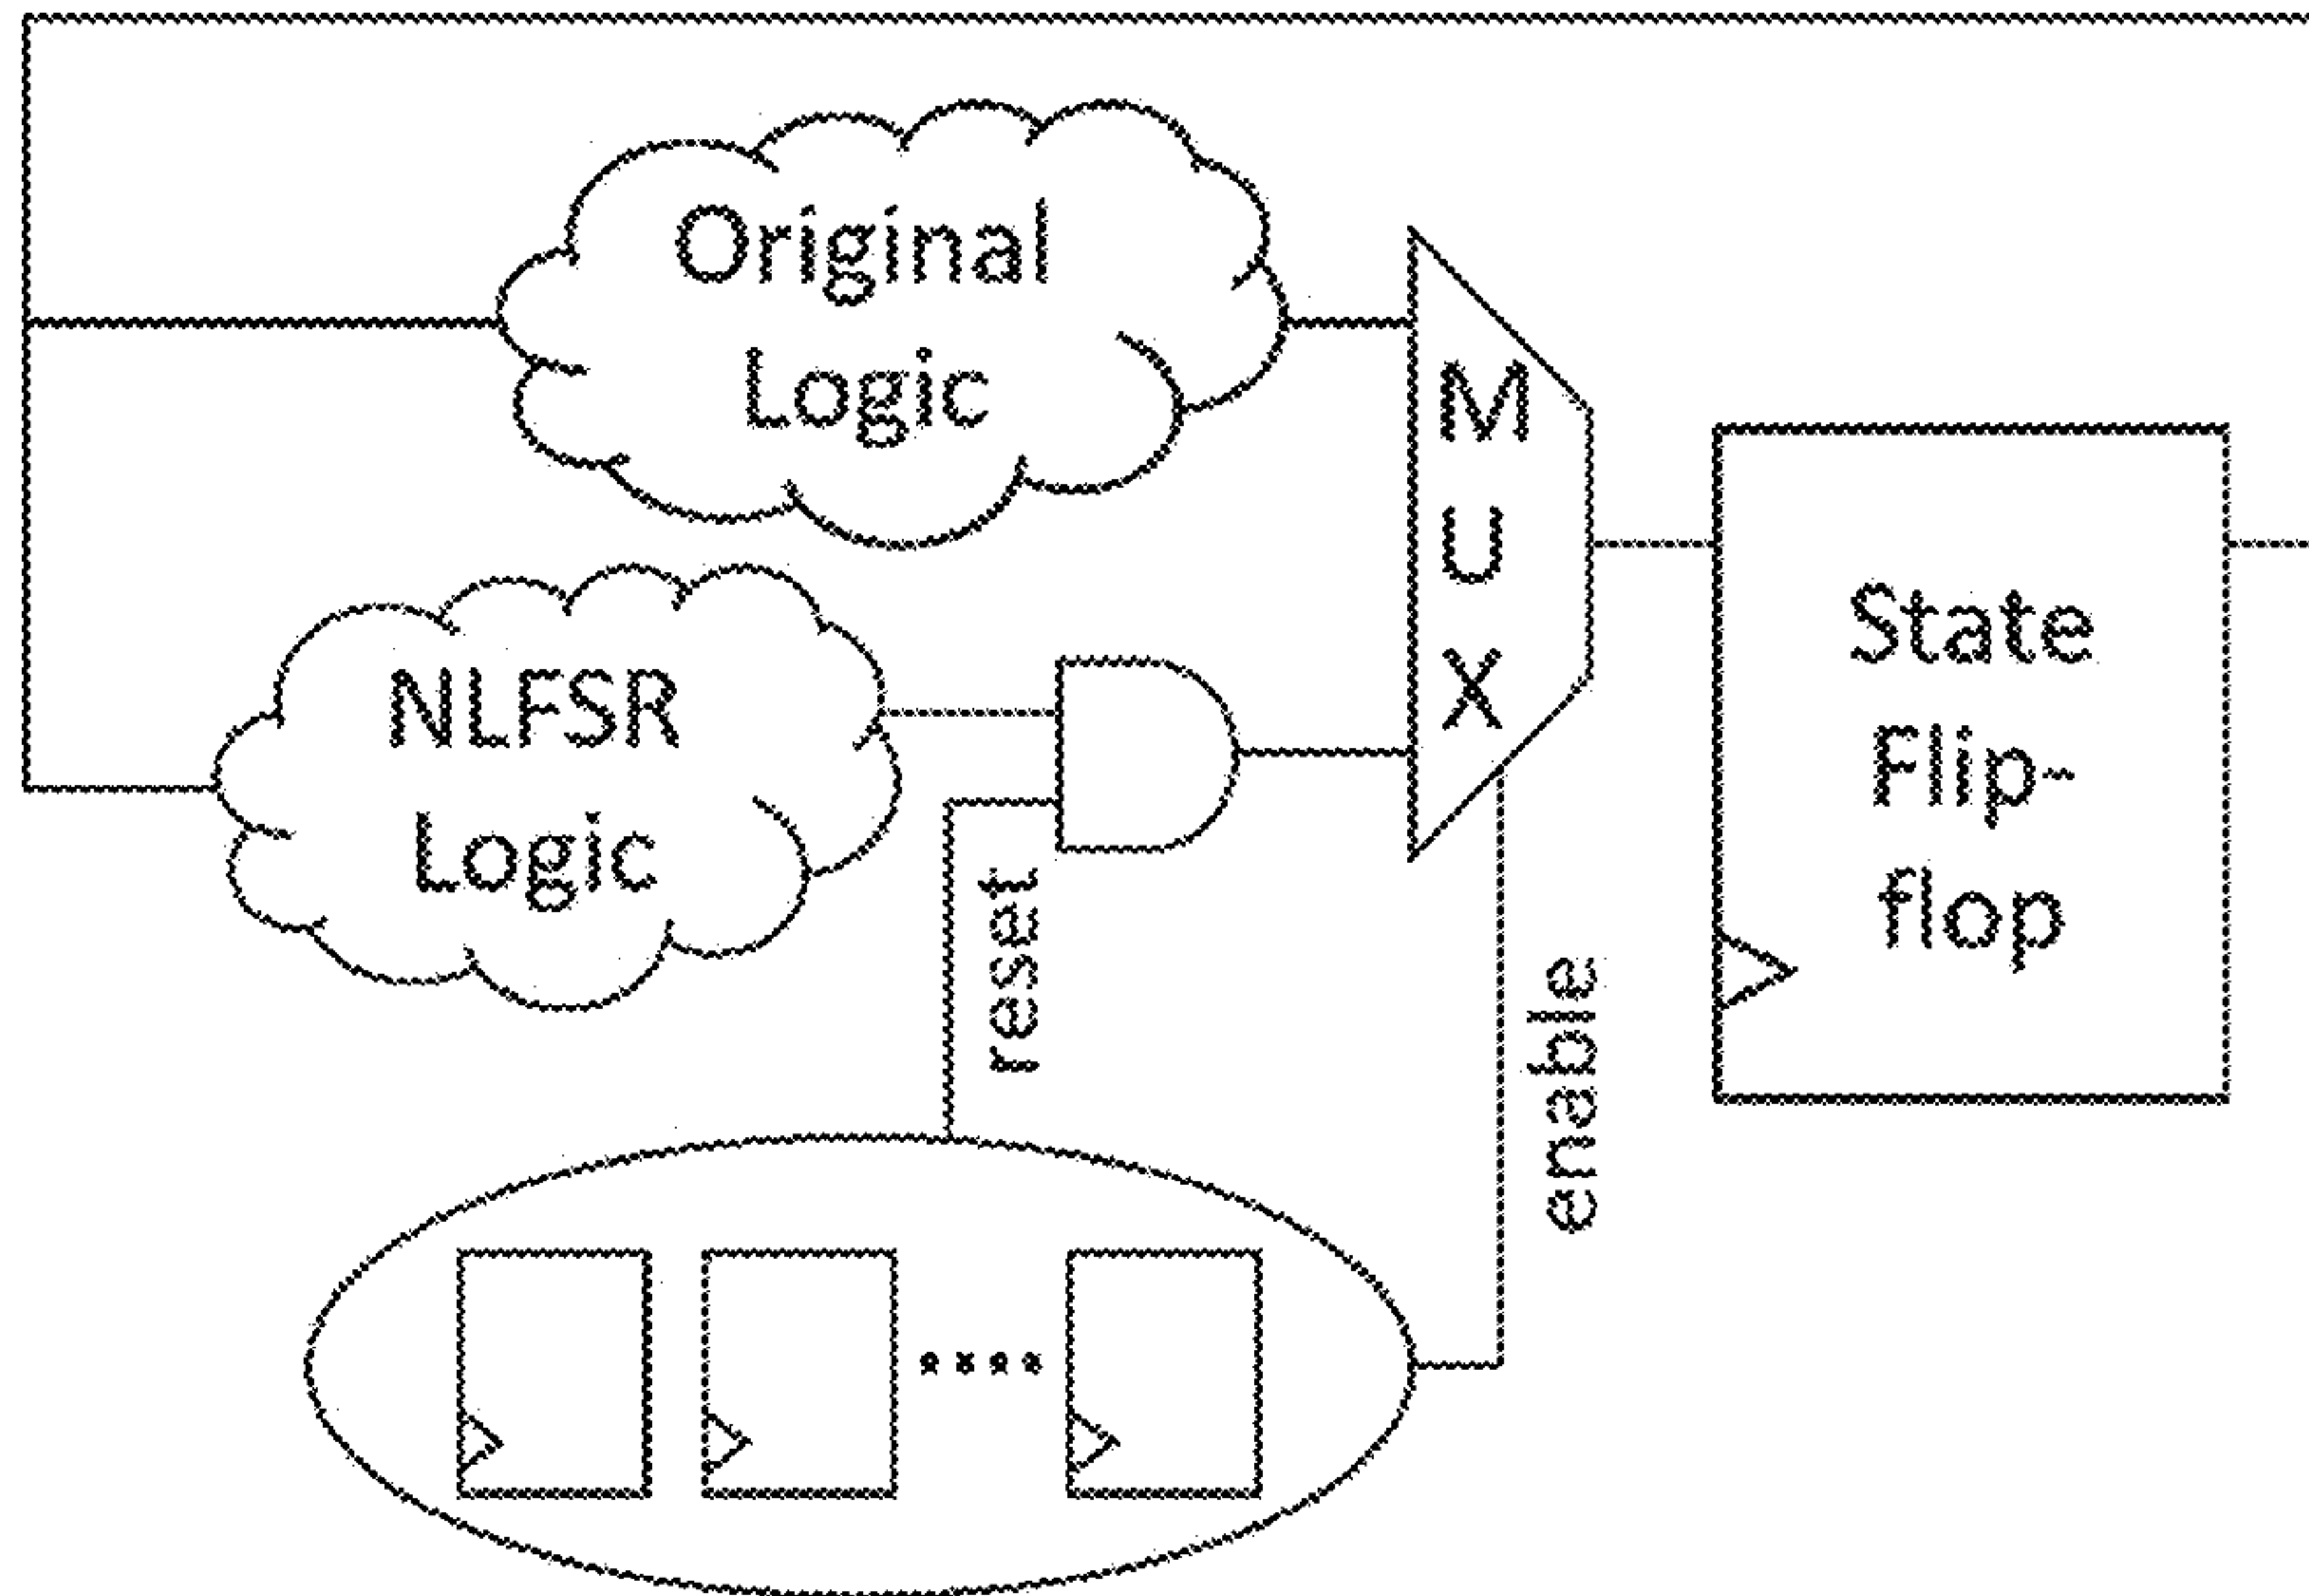 Original
Logic
M
U
X
State
Flip-
flop
NLFSR
Logic
reset
enable